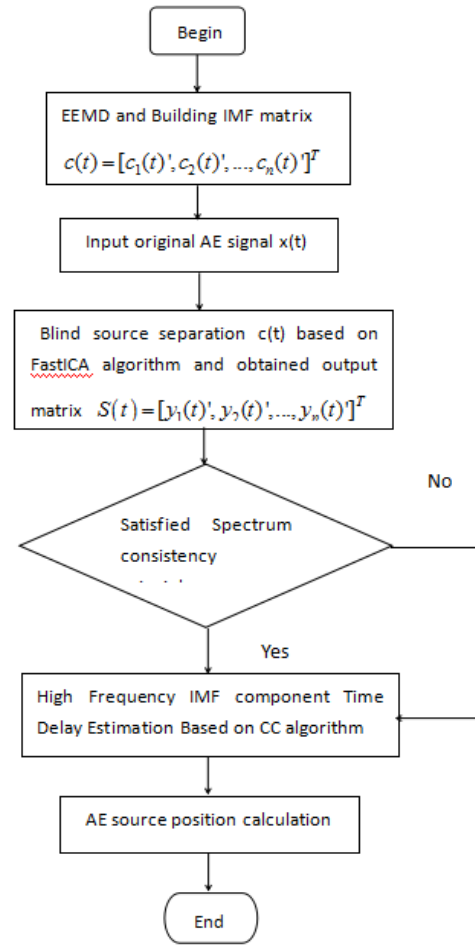 Begin
EEMD and Building IMF matrix
c(t)=[c₁(t)',c₂(t)',...,cₙ(t)']ᵀ
Input original AE signal x(t)
Blind source separation c(t) based on
FastICA algorithm and obtained output
matrix S(t)=[y₁(t)',y₂(t)',...,yₙ(t)']ᵀ
No
Satisfied Spectrum
consistency
Yes
High Frequency IMF component Time
Delay Estimation Based on CC algorithm
AE source position calculation
End